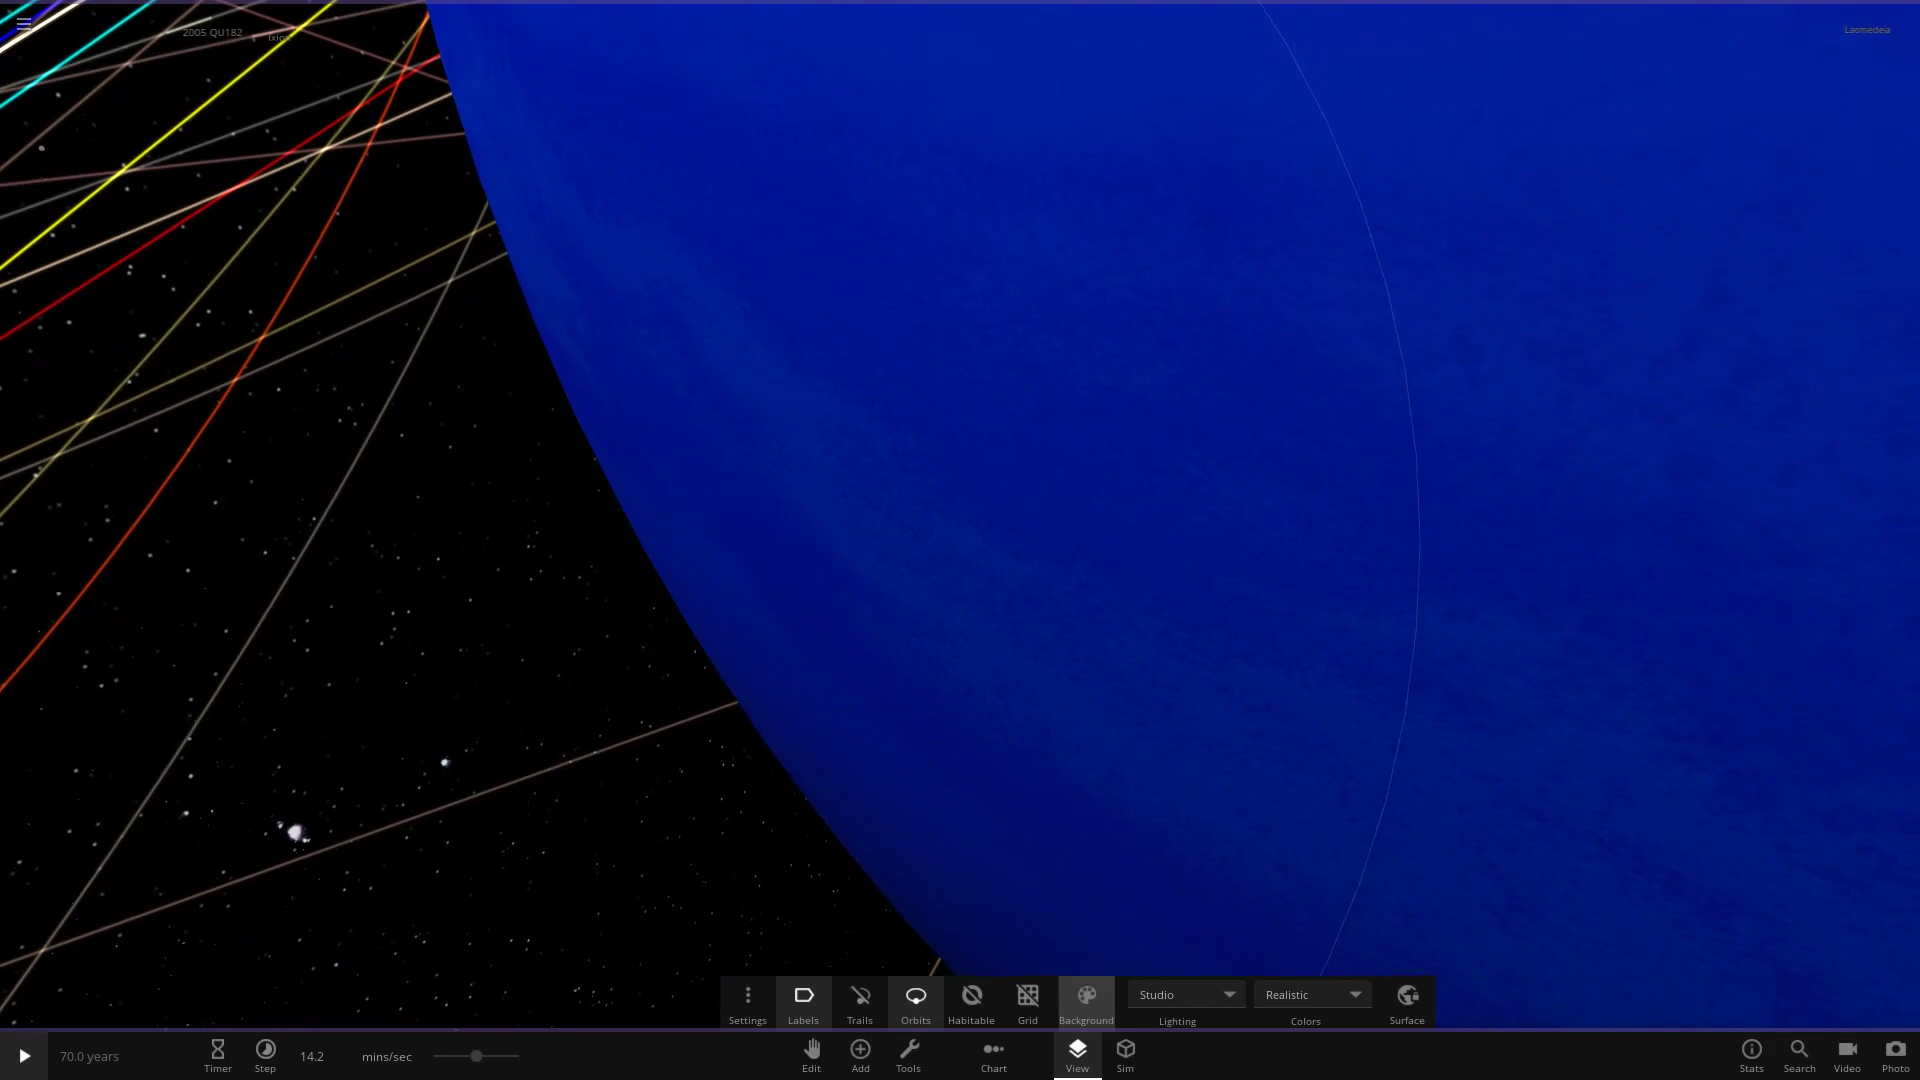 2005 QU182
Ixion
Laomedeia
Settings
Labels
Trails
Orbits
Habitable
Grid
Background
Studio
Lighting
Realistic
Colors
Surface
70.0 years
Timer
Step
14.2
mins/sec
Edit
Add
Tools
Chart
View
Sim
Stats
Search
Video
Photo